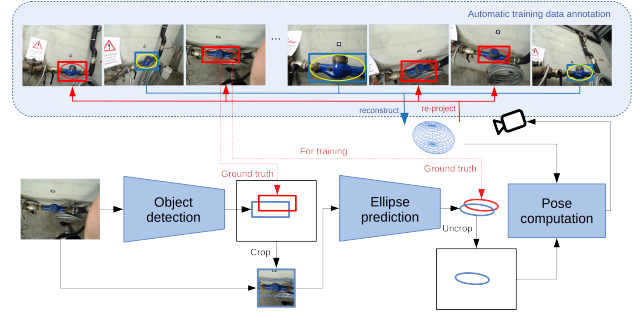 Automatic training data annotation
...
reconstruct
re-project
For training
Ground truth
Ground truth
Object
detection
Ellipse
prediction
Pose
computation
Crop
Uncrop